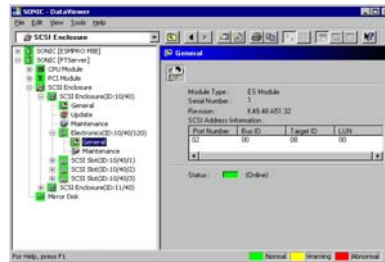 SONIC - DataViewer
File Edit View Tools Help
SCSI Enclosure
SONIC [ESMPRO MIB]
SONIC [FTServer]
CPU Module
PCI Module
SCSI Enclosure
SCSI Enclosure(ID:10/40)
General
Update
Maintenance
Electronics(ID:10/40/120)
General
Maintenance
SCSI Slot(ID:10/40/1)
SCSI Slot(ID:10/40/2)
SCSI Slot(ID:10/40/3)
SCSI Enclosure(ID:11/40)
Mirror Disk
General
Module Type : ES Module
Serial Number : 1
Revision :
SCSI Address Information
Port Number Bus ID Target ID LUN
02 00 08 00
Status : (Online)
For Help, press F1
Normal Warning Abnormal